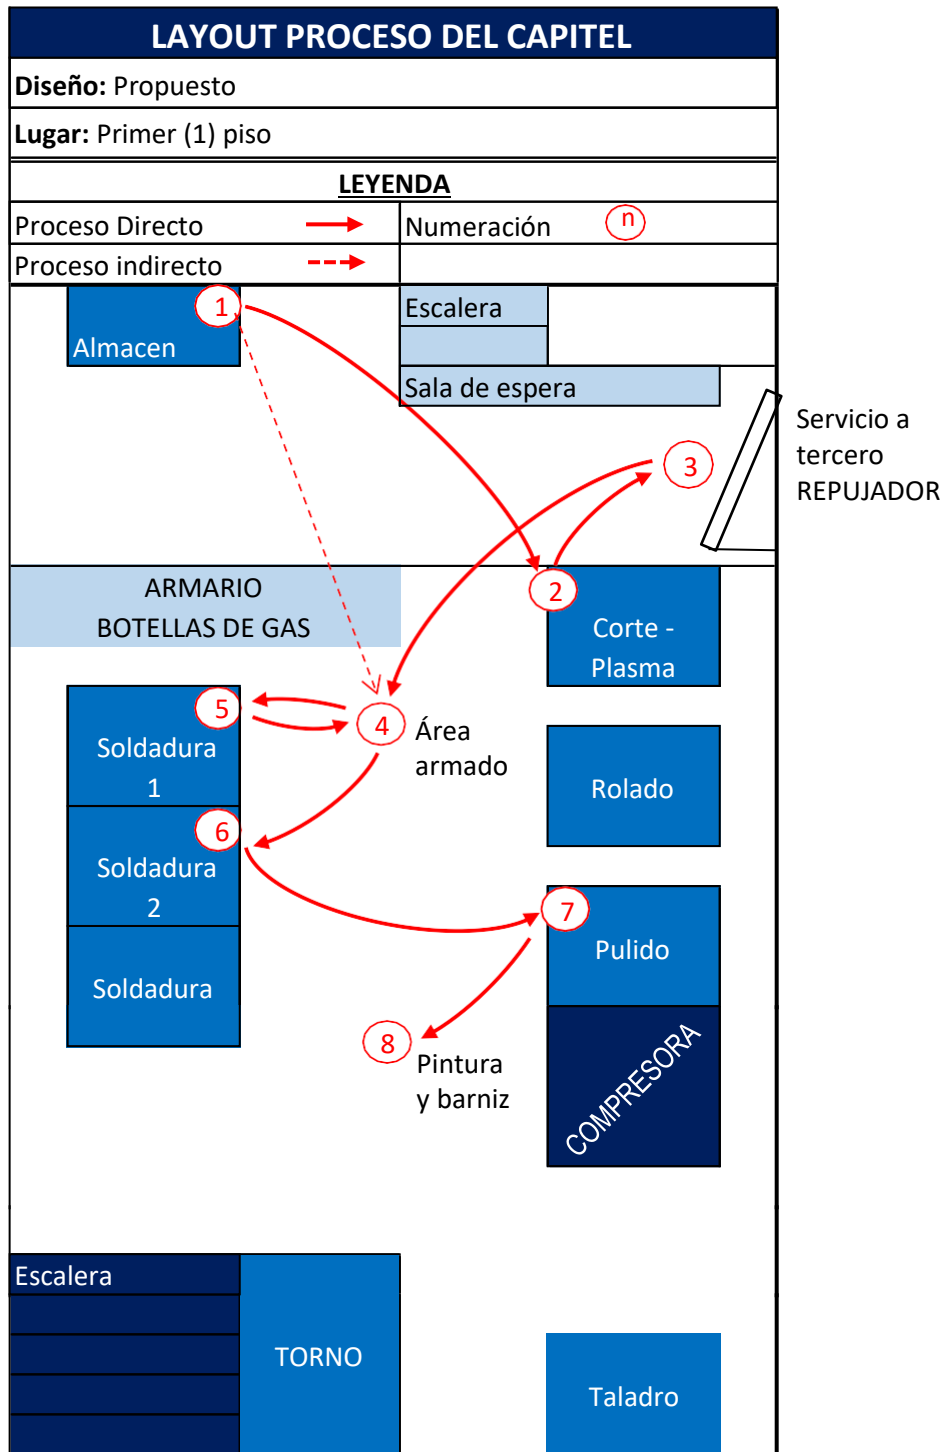 LAYOUT PROCESO DEL CAPITEL
Diseño: Propuesto
Lugar: Primer (1) piso
LEYENDA
Proceso Directo
Numeración
n
Proceso indirecto
1
Almacen
Escalera
Sala de espera
Servicio a
tercero
REPUJADOR
3
ARMARIO
BOTELLAS DE GAS
2
Corte -
Plasma
5
Soldadura
1
4
Área
armado
Rolado
6
Soldadura
2
7
Pulido
Soldadura
8
Pintura
y barniz
COMPRESORA
Escalera
TORNO
Taladro